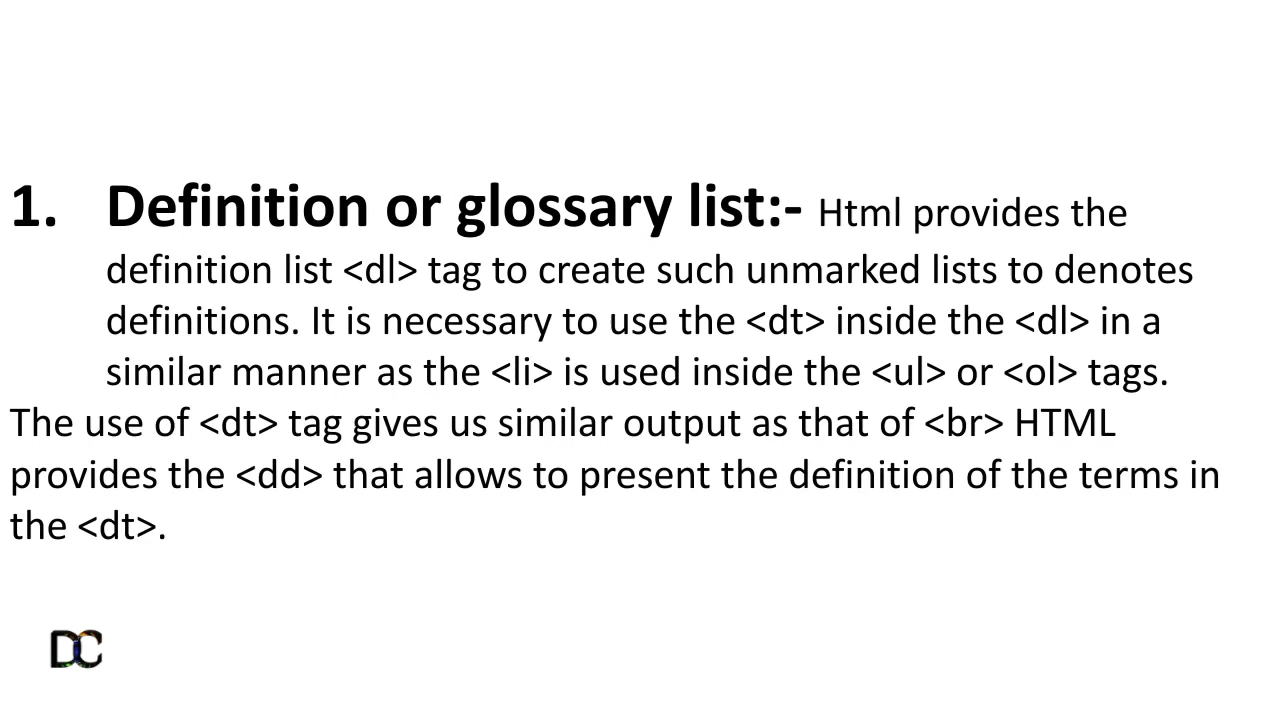 1. Definition or glossary list:- Html provides the
definition list <dl> tag to create such unmarked lists to denotes
definitions. It is necessary to use the <dt> inside the <dl> in a
similar manner as the <li> is used inside the <ul> or <ol> tags.
The use of <dt> tag gives us similar output as that of <br> HTML
provides the <dd> that allows to present the definition of the terms in
the <dt>.
DC